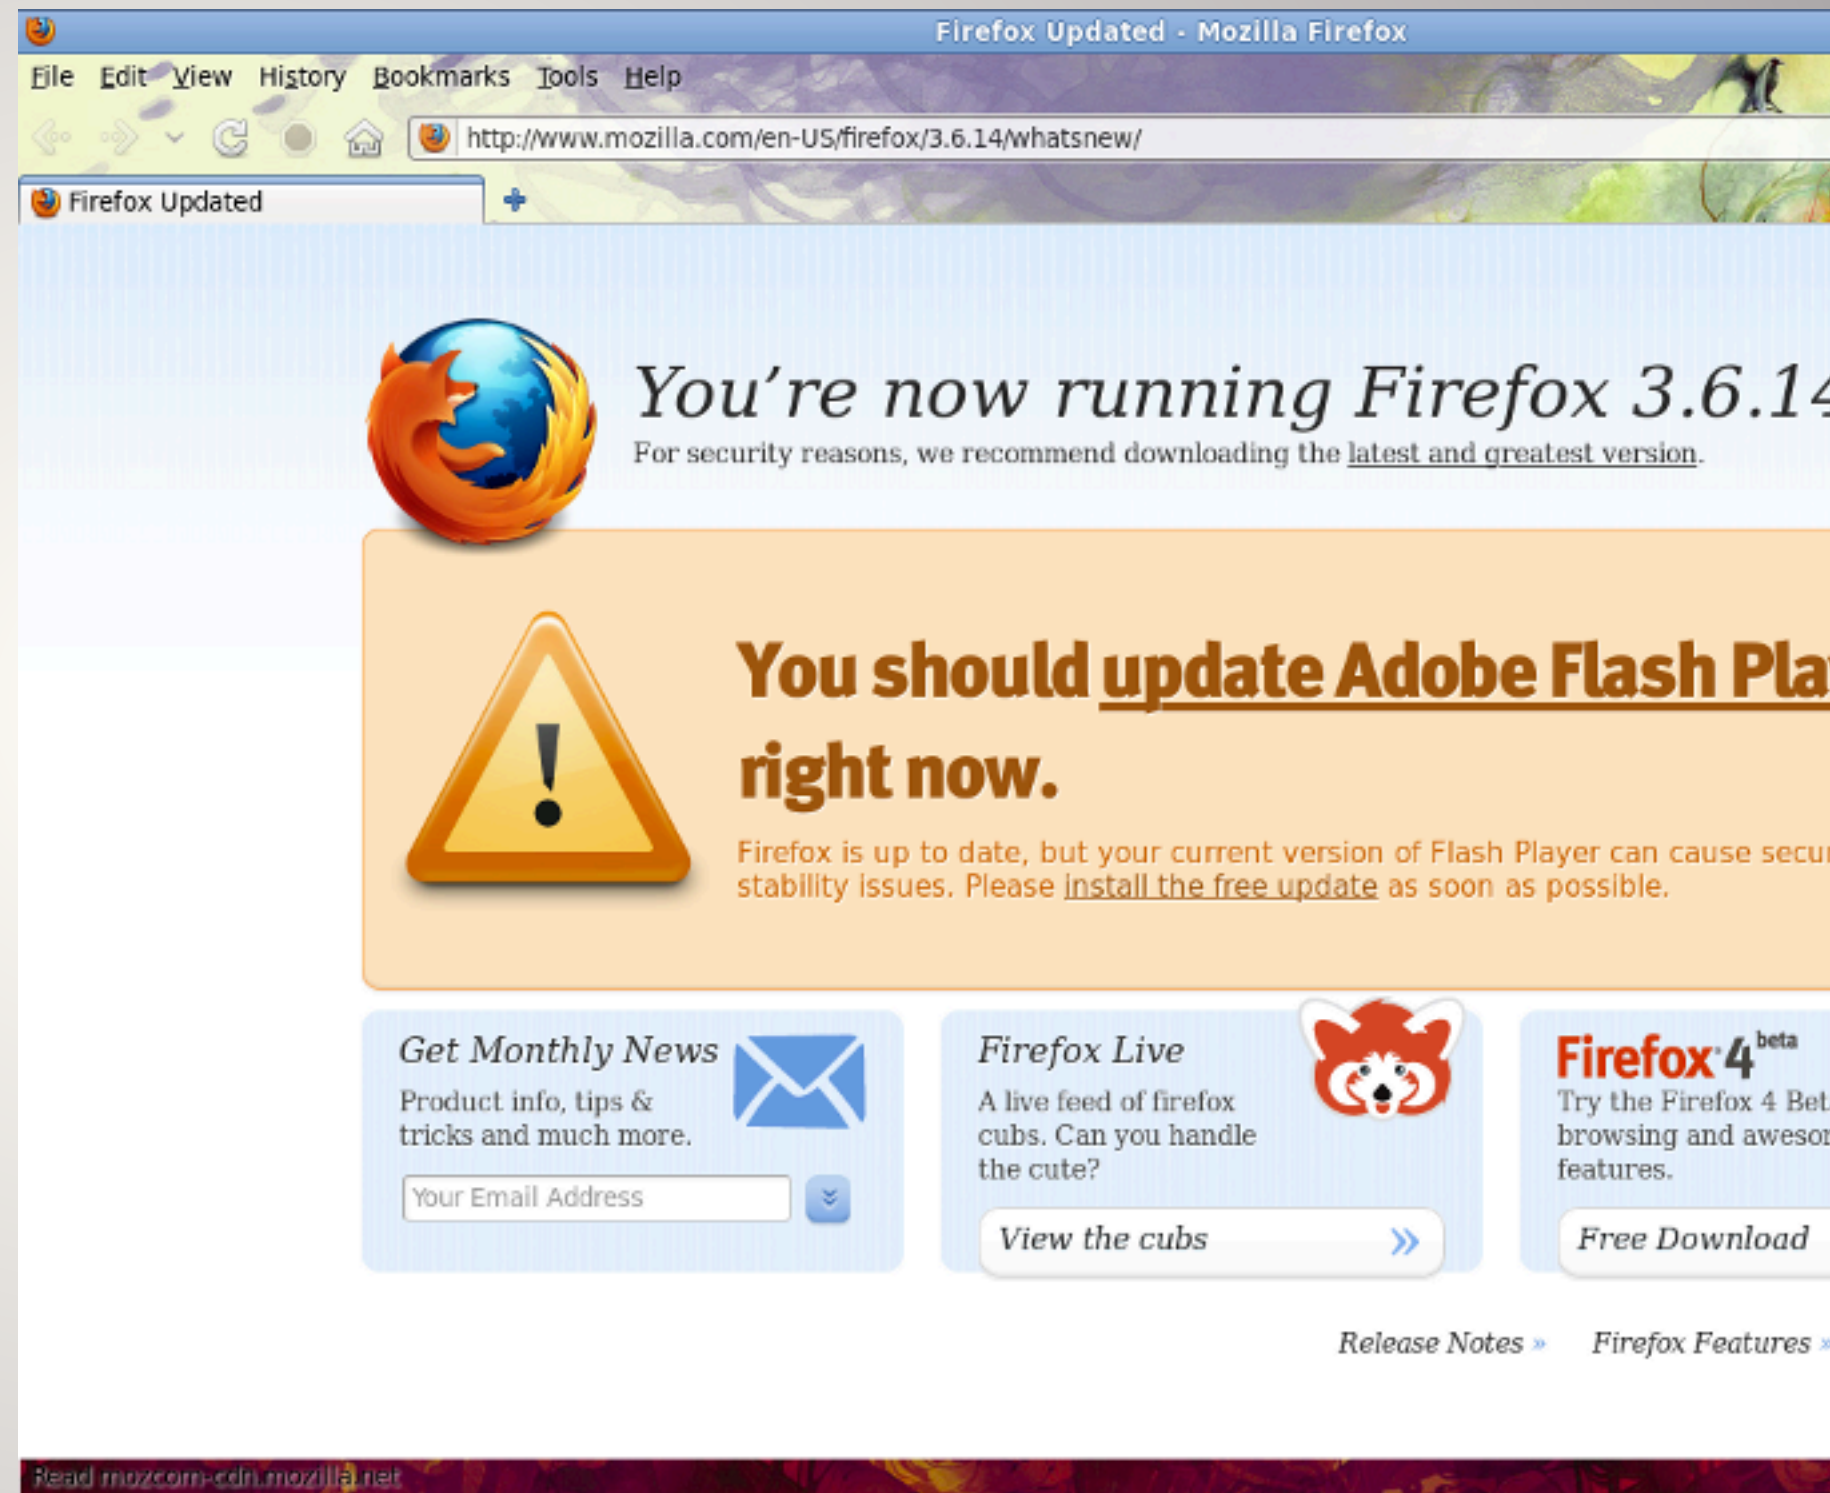 Firefox Updated - Mozilla Firefox
File Edit View History Bookmarks Tools Help
http://www.mozilla.com/en-US/firefox/3.6.14/whatsnew/
Firefox Updated
You’re now running Firefox 3.6.14
For security reasons, we recommend downloading the latest and greatest version.
You should update Adobe Flash
right now.
Firefox is up to date, but your current version of Flash Player can cause
stability issues. Please install the free update as soon as possible.
Get Monthly News
Product info, tips &
tricks and much more.
Your Email Address
Firefox Live
A live feed of firefox
cubs. Can you handle
the cute?
View the cubs »
Firefox 4 beta
Try the Firefox 4
browsing and
features.
Free Download
Release Notes » Firefox Features »
Read mozcom-cdn.mozilla.net